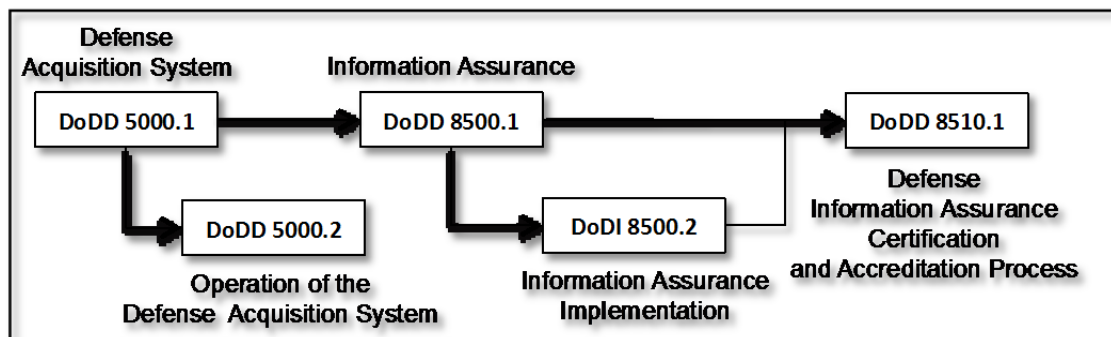 Defense
Acquisition System
DoDD 5000.1
Information Assurance
DoDD 8500.1
DoDD 8510.1
Defense
Information Assurance
Certification
and Accreditation Process
DoDD 5000.2
Operation of the
Defense Acquisition System
DoDI 8500.2
Information Assurance
Implementation